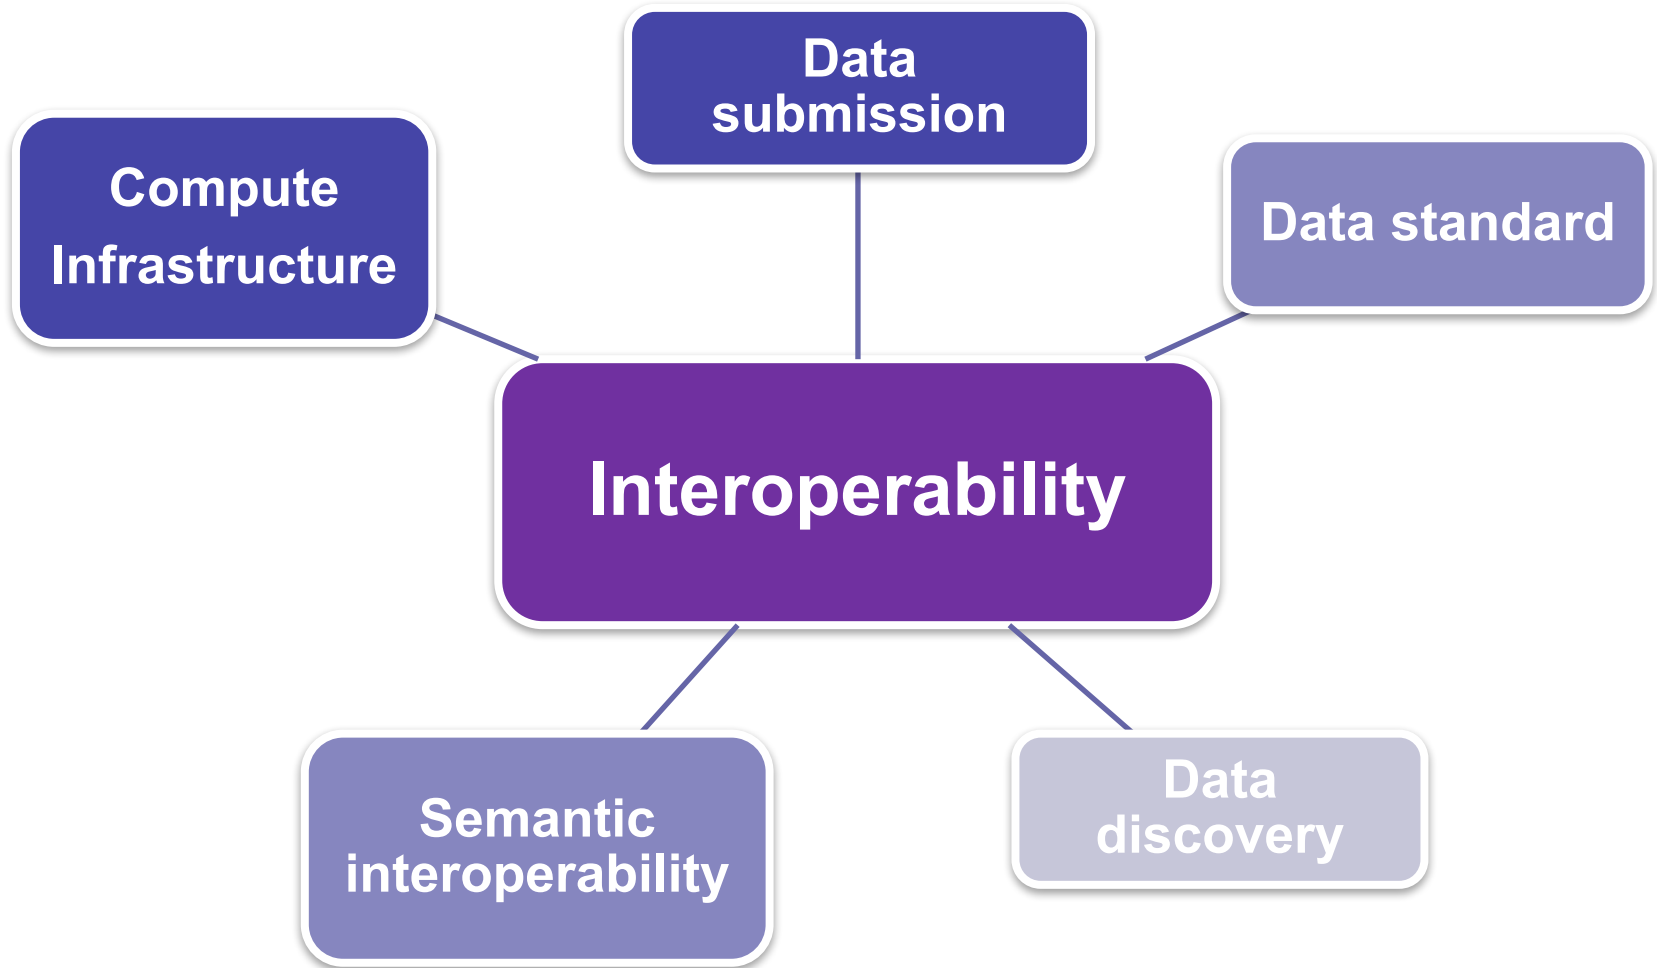 Data
submission
Compute
Infrastructure
Data standard
Interoperability
Semantic
interoperability
Data
discovery